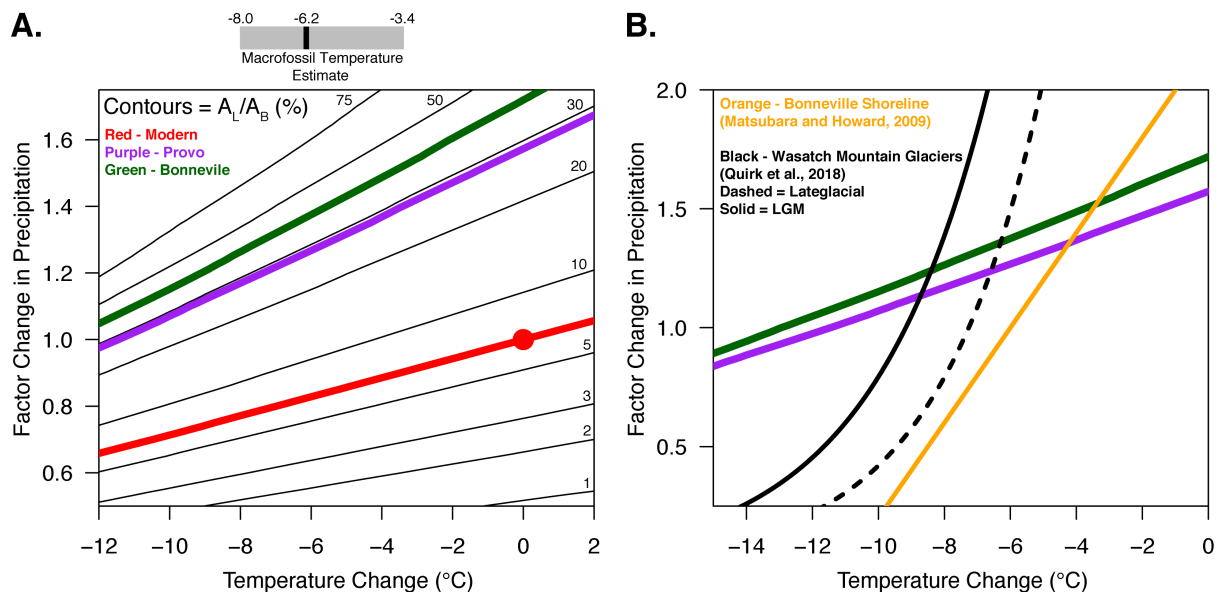 A.
-8.0 -6.2 -3.4
Macrofossil Temperature
Estimate
Contours = AL/AB (%)
Red - Modern
Purple - Provo
Green - Bonnevile
75 50 30
20
10
5
3
2
1
1.6
1.4
1.2
1.0
0.8
0.6
Factor Change in Precipitation
−12 −10 −8 −6 −4 −2 0 2
Temperature Change (°C)
B.
Orange - Bonneville Shoreline
(Matsubara and Howard, 2009)
Black - Wasatch Mountain Glaciers
(Quirk et al., 2018)
Dashed = Lateglacial
Solid = LGM
2.0
1.5
1.0
0.5
Factor Change in Precipitation
−14 −12 −10 −8 −6 −4 −2 0
Temperature Change (°C)